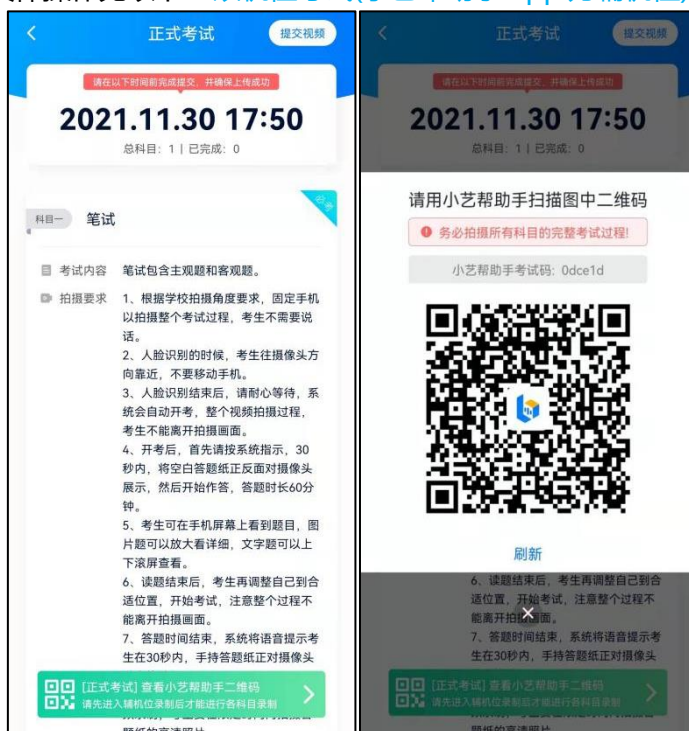 正式考试
提交视频
请在以下时间前完成提交,并确保上传成功
2021.11.30 17:50
总科目:1 | 已完成:0
必考
科目一
笔试
考试内容
笔试包含主观题和客观题。
拍摄要求
1、根据学校拍摄角度要求,固定手机
以拍摄整个考试过程,考生不需要说
话。
2、人脸识别的时候,考生往摄像头方
向靠近,不要移动手机。
3、人脸识别结束后,请耐心等待,系
统会自动开考,整个视频拍摄过程,
考生不能离开拍摄画面。
4、开考后,首先请按系统指示,30
秒内,将空白答题纸正反面对摄像头
展示,然后开始作答,答题时长60分
钟。
5、考生可在手机屏幕上看到题目,图
片题可以放大看详细,文字题可以上
下滚屏查看。
6、读题结束后,考生再调整自己到合
适位置,开始考试,注意整个过程不
能离开拍摄画面。
7、答题时间结束,系统将语音提示考
生在30秒内,手持答题纸正对摄像头
[正式考试] 查看小艺帮助手二维码
请先进入辅机位录制后才能进行各科目录制
正式考试
提交视频
请在以下时间前完成提交,并确保上传成功
2021.11.30 17:50
总科目:1 | 已完成:0
请用小艺帮助手扫描图中二维码
务必拍摄所有科目的完整考试过程!
小艺帮助手考试码:0dce1d
刷新
6、读题结束后,考生再调整自己到合
适位置,开始考试,注意整个过程不
能离开拍摄画面。
7、答题时间结束,系统将语音提示考
生在30秒内,手持答题纸正对摄像头
[正式考试] 查看小艺帮助手二维码
请先进入辅机位录制后才能进行各科目录制